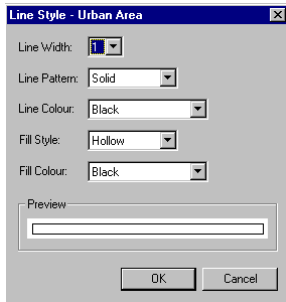 Line Style - Urban Area
Line Width: 1
Line Pattern: Solid
Line Colour: Black
Fill Style: Hollow
Fill Colour: Black
Preview
OK Cancel